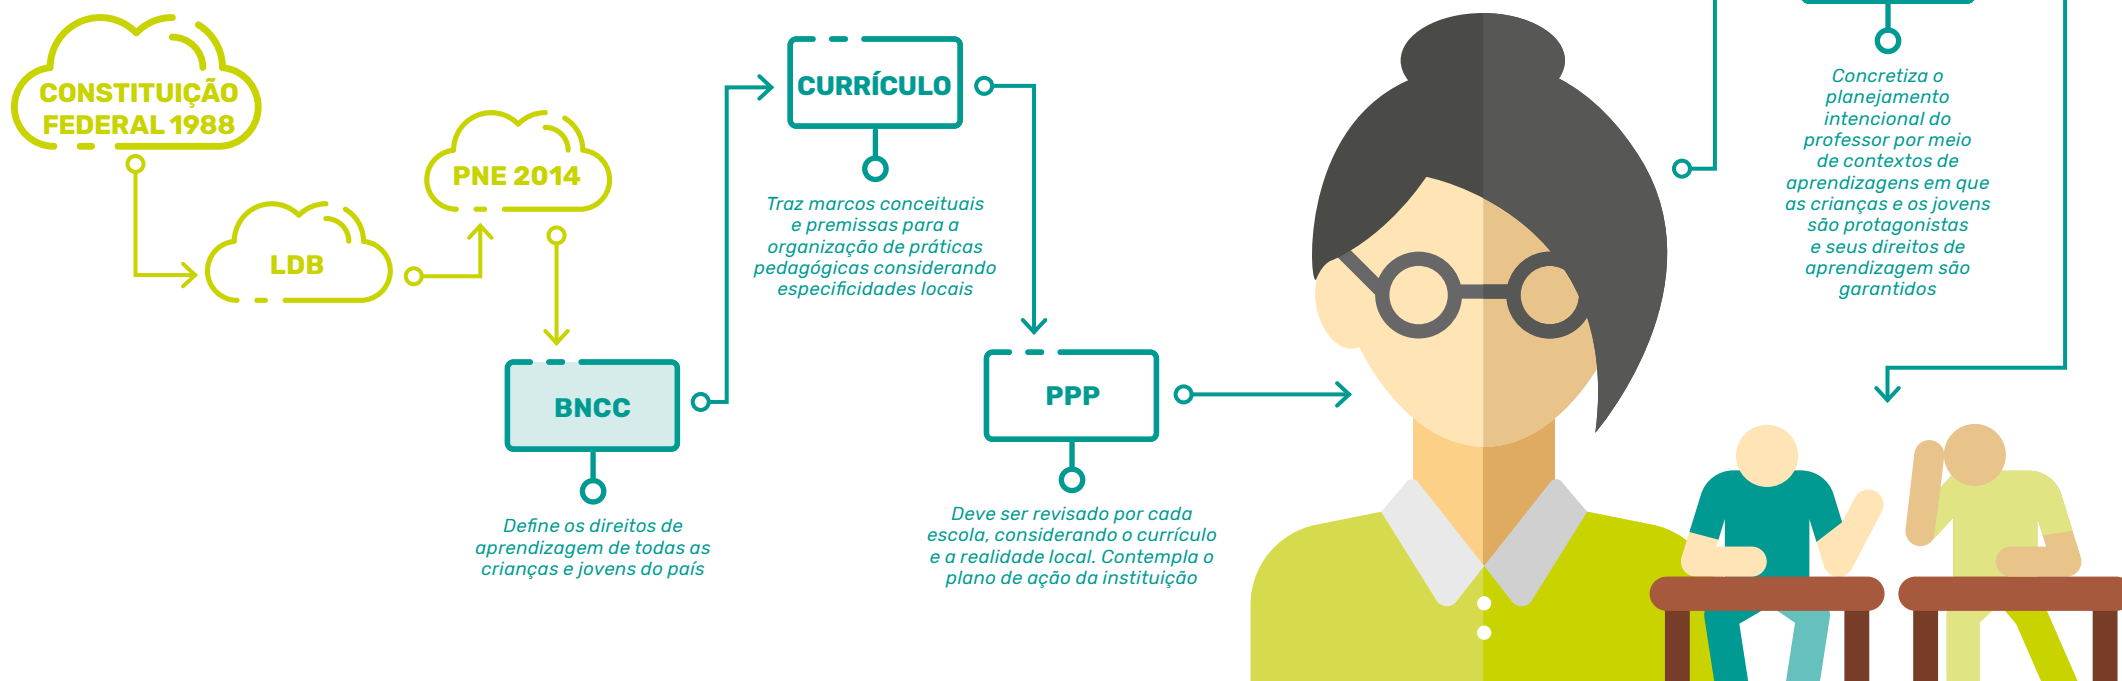 CONSTITUIÇÃO
FEDERAL 1988
LDB
PNE 2014
BNCC
Define os direitos de
aprendizagem de todas as
crianças e jovens do país
CURRÍCULO
Traz marcos conceituais
e premissas para a
organização de práticas
pedagógicas considerando
especificidades locais
PPP
Deve ser revisado por cada
escola, considerando o currículo
e a realidade local. Contempla o
plano de ação da instituição
Concretiza o
planejamento
intencional do
professor por meio
de contextos de
aprendizagens em que
as crianças e os jovens
são protagonistas
e seus direitos de
aprendizagem são
garantidos